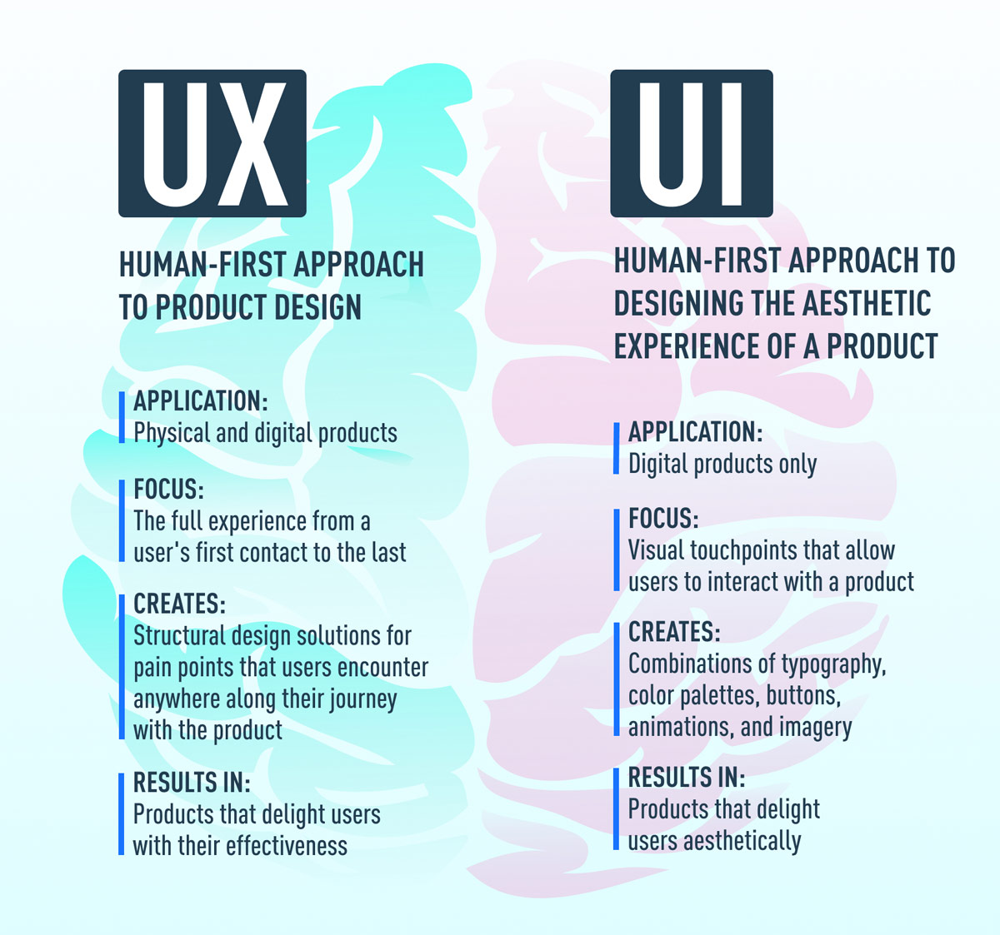 UX
HUMAN-FIRST APPROACH
TO PRODUCT DESIGN
APPLICATION:
Physical and digital products
FOCUS:
The full experience from a
user's first contact to the last
CREATES:
Structural design solutions for
pain points that users encounter
anywhere along their journey
with the product
RESULTS IN:
Products that delight users
with their effectiveness
UI
HUMAN-FIRST APPROACH TO
DESIGNING THE AESTHETIC
EXPERIENCE OF A PRODUCT
APPLICATION:
Digital products only
FOCUS:
Visual touchpoints that allow
users to interact with a product
CREATES:
Combinations of typography,
color palettes, buttons,
animations, and imagery
RESULTS IN:
Products that delight
users aesthetically